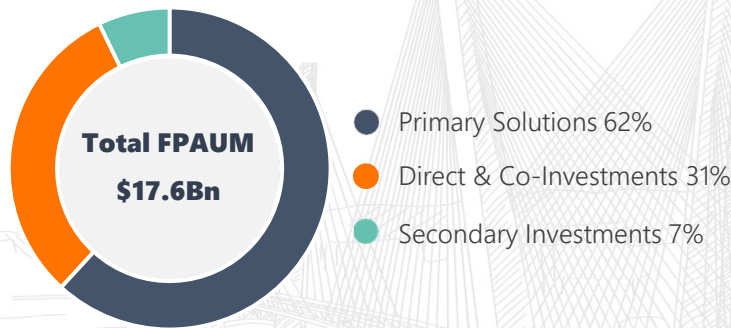 Total FPAUM
$17.6Bn
Primary Solutions 62%
Direct & Co-Investments 31%
Secondary Investments 7%